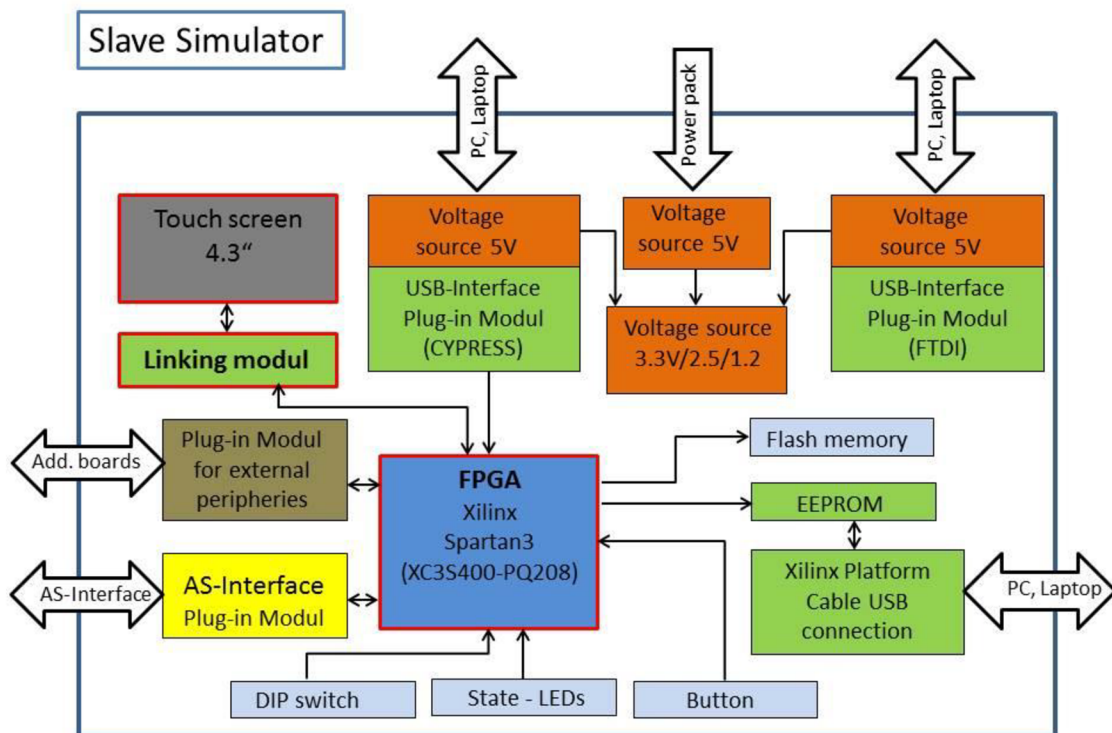 Slave Simulator
PC, Laptop
Power pack
PC, Laptop
Touch screen
4.3“
Voltage
source 5V
Voltage
source 5V
Voltage
source 5V
USB-Interface
Plug-in Modul
(CYPRESS)
USB-Interface
Plug-in Modul
(FTDI)
Voltage source
3.3V/2.5/1.2
Linking modul
Add. boards
Plug-in Modul
for external
peripheries
FPGA
Xilinx
Spartan3
(XC3S400-PQ208)
Flash memory
EEPROM
AS-Interface
AS-Interface
Plug-in Modul
Xilinx Platform
Cable USB
connection
PC, Laptop
DIP switch
State - LEDs
Button